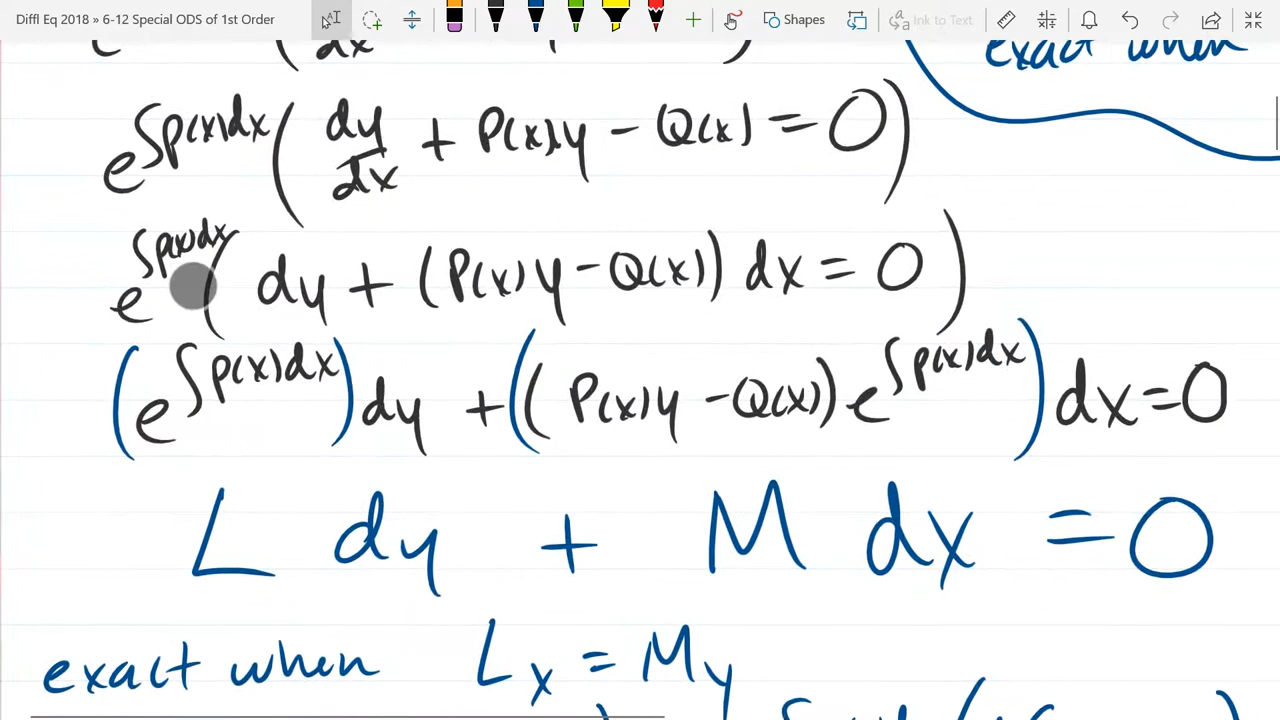 Diffl Eq 2018 » 6-12 Special ODS of 1st Order
Shapes
Ink to Text
dx
exact when
e^∫P(x)dx ( dy/dx + P(x)y - Q(x) = 0 )
e^∫P(x)dx ( dy + (P(x)y - Q(x)) dx = 0 )
(e^∫P(x)dx) dy + ((P(x)y - Q(x)) e^∫P(x)dx) dx = 0
L dy + M dx = 0
exact when L_x = M_y